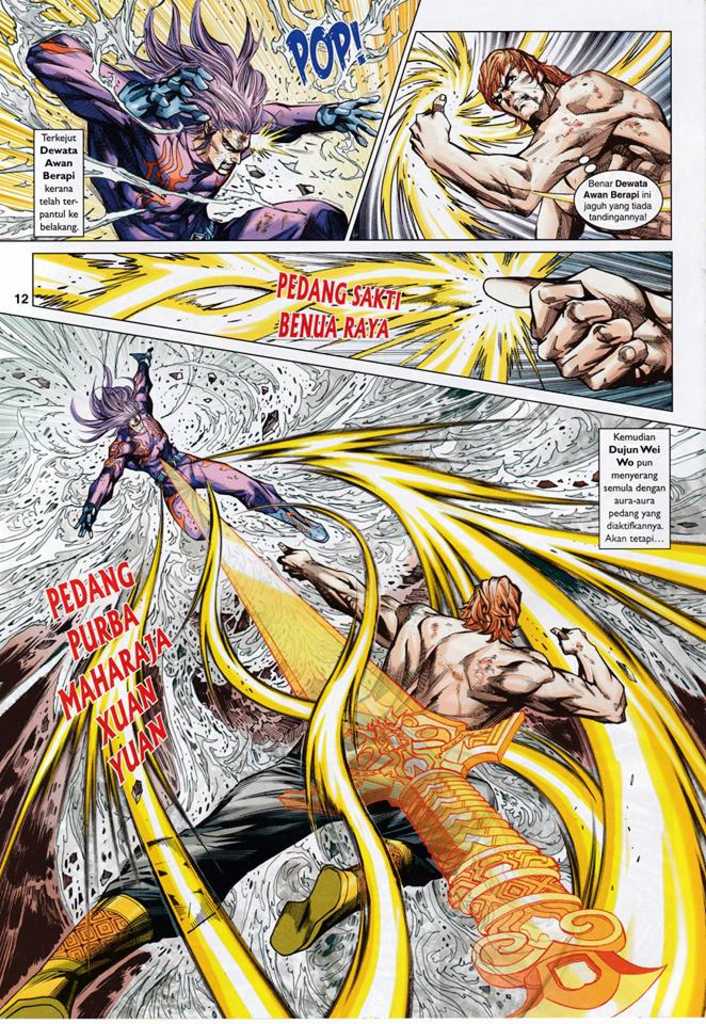 POP!
Terkejut
Dewata
Awan
Berapi
kerana
telah ter-
pantul ke
belakang.
Benar Dewata
Awan Berapi ini
jaguh yang tiada
tandingannya!
12
PEDANG SAKTI
BENUA RAYA
Kemudian
Dujun Wei
Wo pun
menyerang
semula dengan
aura-aura
pedang yang
diaktifkannya.
Akan tetapi...
PEDANG
PURBA
MAHARAJA
XUAN
YUAN